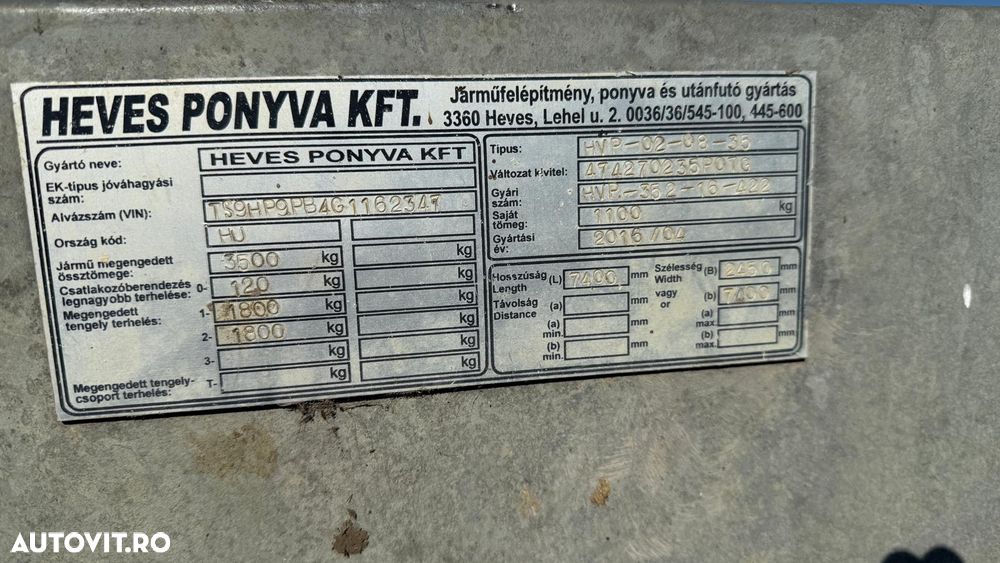 HEVES PONYVA KFT.
Járműfelépítmény, ponyva és utánfutó gyártás
3360 Heves, Lehel u. 2. 0036/36/545-100, 445-600
Gyártó neve: HEVES PONYVA KFT
EK-tipus jóváhagyási
szám:
Alvázszám (VIN): TS9HP9PB4G1162347
Ország kód: HU
Jármű megengedett
össztömege: 3500 kg kg
Csatlakozóberendezés
legnagyobb terhelése: 0- 120 kg kg
Megengedett
tengely terhelés: 1- 1800 kg kg
2- 1800 kg kg
3- kg kg
Megengedett tengely-
csoport terhelés: T- kg kg
Tipus: HVP-02-08-35
Változat kivitel: 474270235P010
Gyári
szám: HVP-352-16-422
Saját
tömeg: 1100 kg
Gyártási
év: 2016/04
Hosszúság
Length (L) 7400 mm
Szélesség
Width (B) 2450 mm
Távolság
Distance (a) mm
vagy
or (b) 7400 mm
(a)
min. mm
(a)
max mm
(b)
min. mm
(b)
max. mm
AUTOVIT.RO